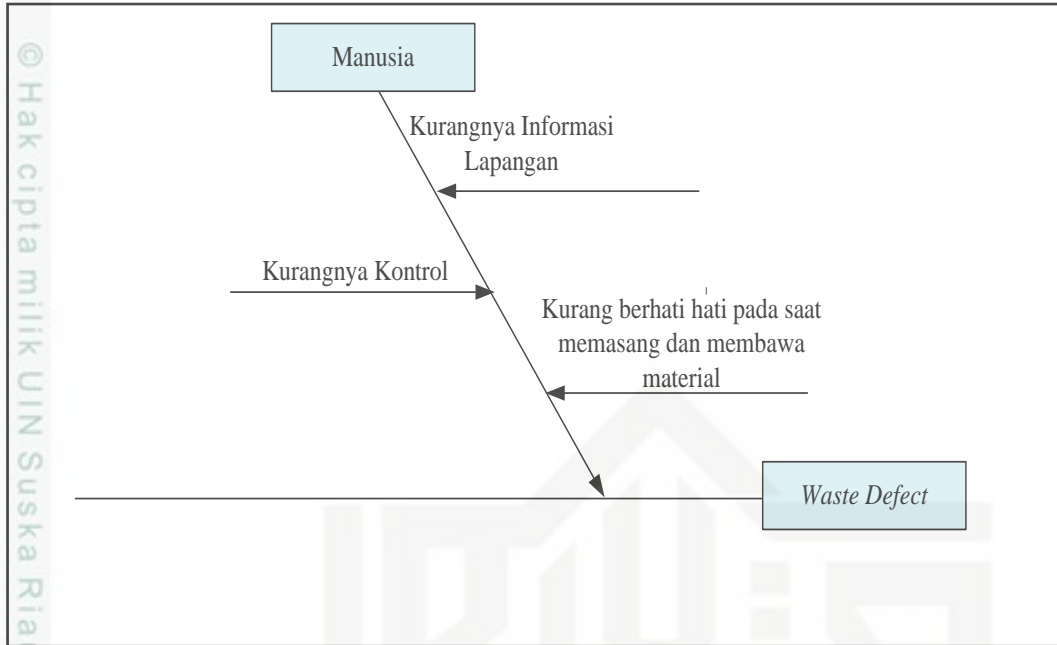 © Hak cipta milik UIN Suska Ria
Manusia
Kurangnya Informasi
Lapangan
Kurangnya Kontrol
Kurang berhati hati pada saat
memasang dan membawa
material
Waste Defect